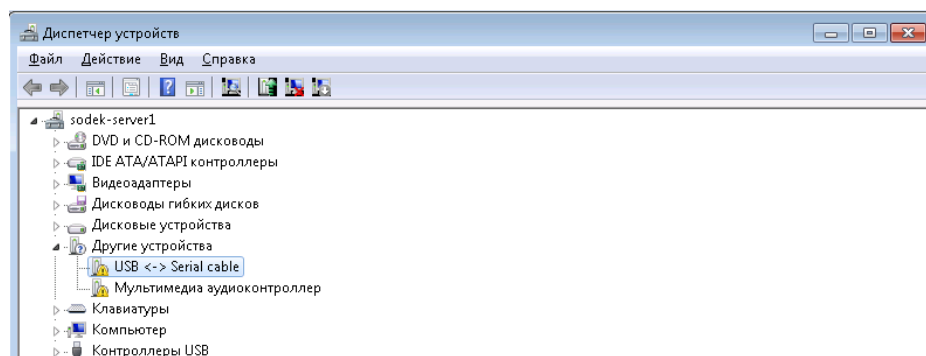 Диспетчер устройств
Файл Действие Вид Справка
sodek-server1
DVD и CD-ROM дисководы
IDE ATA/ATAPI контроллеры
Видеоадаптеры
Дисководы гибких дисков
Дисковые устройства
Другие устройства
USB <-> Serial cable
Мультимедиа аудиоконтроллер
Клавиатуры
Компьютер
Контроллеры USB